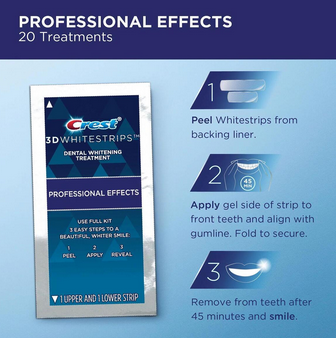 PROFESSIONAL EFFECTS
20 Treatments
Crest®
3DWHITESTRIPS™
DENTAL WHITENING
TREATMENT
PROFESSIONAL EFFECTS
USE FULL KIT
3 EASY STEPS TO A
BEAUTIFUL, WHITER SMILE.
1 2 3
PEEL APPLY REVEAL
1 UPPER AND 1 LOWER STRIP
1
Peel Whitestrips from
backing liner.
2
45
MIN
Apply gel side of strip to
front teeth and align with
gumline. Fold to secure.
3
Remove from teeth after
45 minutes and smile.